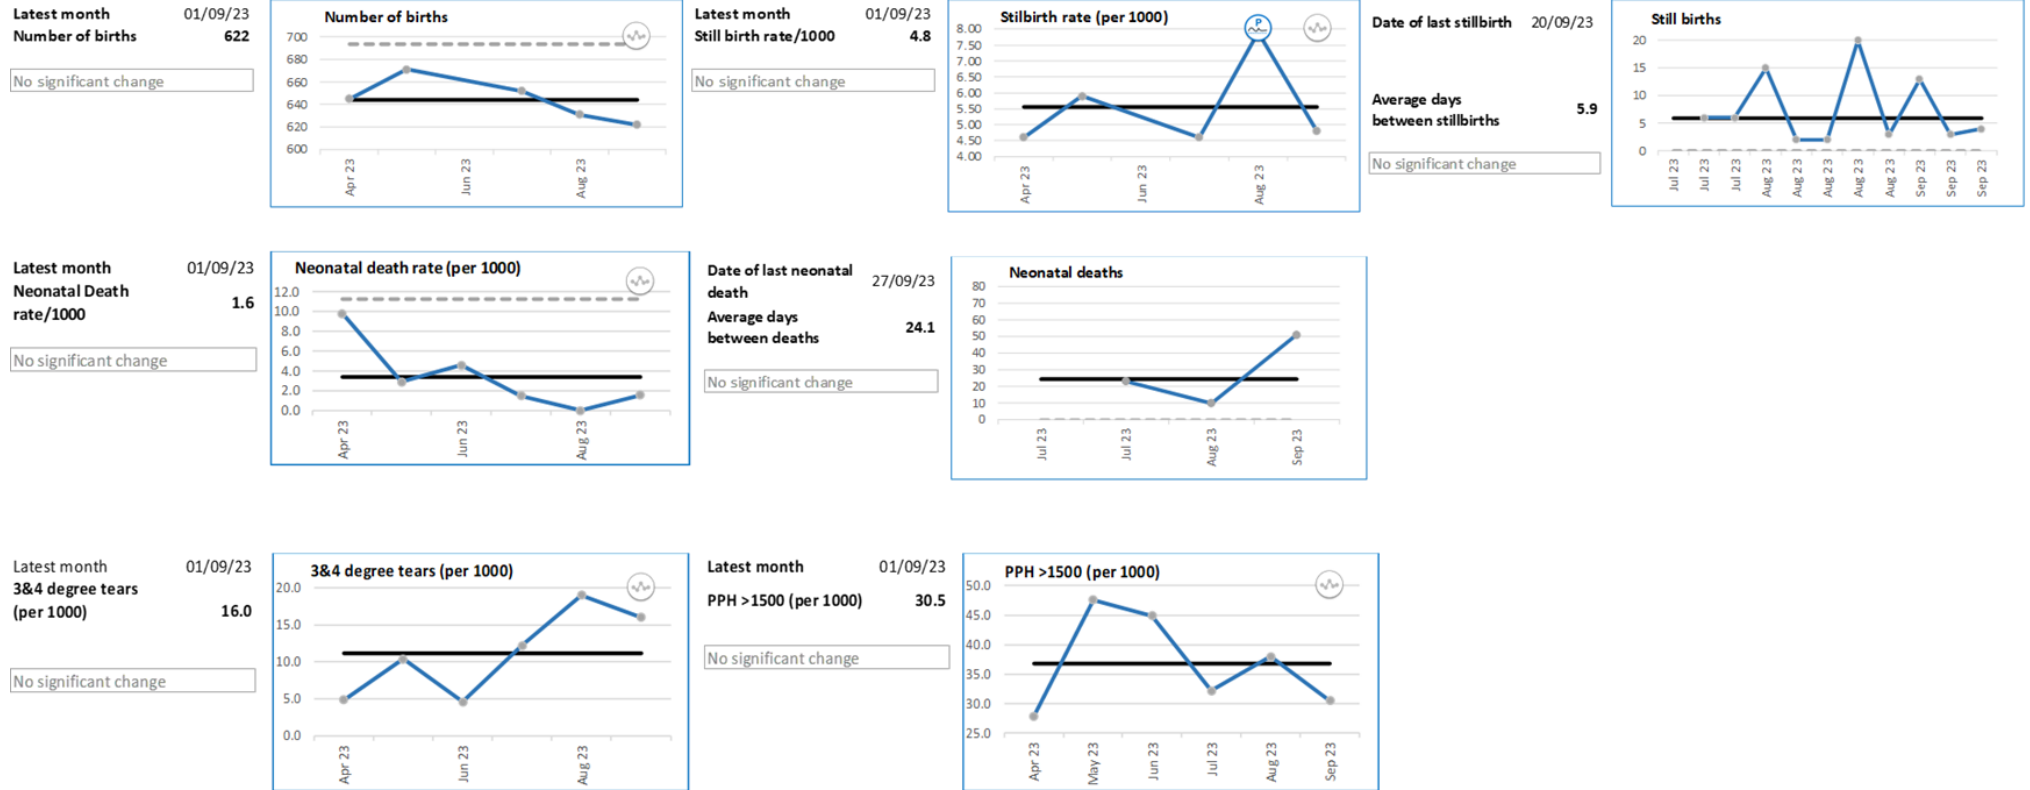 Latest month 01/09/23
Number of births 622
No significant change
Number of births
700
680
660
640
620
600
Apr 23
Jun 23
Aug 23
Latest month 01/09/23
Still birth rate/1000 4.8
No significant change
Stilbirth rate (per 1000)
P
8.00
7.50
7.00
6.50
6.00
5.50
5.00
4.50
4.00
Apr 23
Jun 23
Aug 23
Date of last stillbirth 20/09/23
Average days
between stillbirths 5.9
No significant change
Still births
20
15
10
5
0
Jul 23
Jul 23
Jul 23
Aug 23
Aug 23
Aug 23
Aug 23
Aug 23
Sep 23
Sep 23
Sep 23
Latest month 01/09/23
Neonatal Death
rate/1000 1.6
No significant change
Neonatal death rate (per 1000)
12.0
10.0
8.0
6.0
4.0
2.0
0.0
Apr 23
Jun 23
Aug 23
Date of last neonatal
death 27/09/23
Average days
between deaths 24.1
No significant change
Neonatal deaths
80
70
60
50
40
30
20
10
0
Jul 23
Jul 23
Aug 23
Sep 23
Latest month 01/09/23
3&4 degree tears
(per 1000) 16.0
No significant change
3&4 degree tears (per 1000)
20.0
15.0
10.0
5.0
0.0
Apr 23
Jun 23
Aug 23
Latest month 01/09/23
PPH >1500 (per 1000) 30.5
No significant change
PPH >1500 (per 1000)
50.0
45.0
40.0
35.0
30.0
25.0
Apr 23
May 23
Jun 23
Jul 23
Aug 23
Sep 23